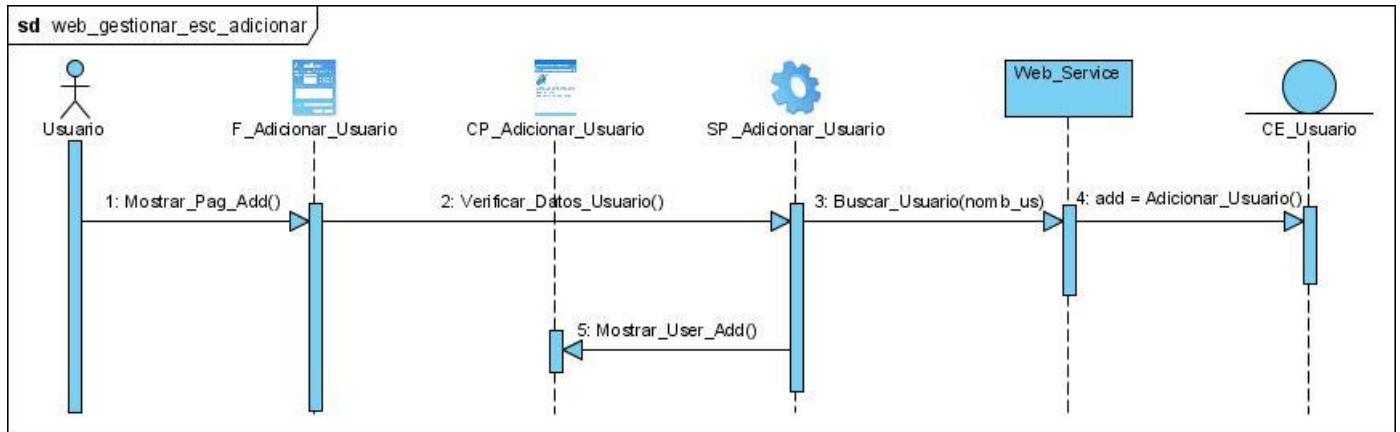 sd web_gestionar_esc_adicionar
Web_Service
Usuario
F_Adicionar_Usuario
CP_Adicionar_Usuario
SP_Adicionar_Usuario
CE_Usuario
1: Mostrar_Pag_Add()
2: Verificar_Datos_Usuario()
3: Buscar_Usuario(nomb_us)
4: add = Adicionar_Usuario()
5: Mostrar_User_Add()